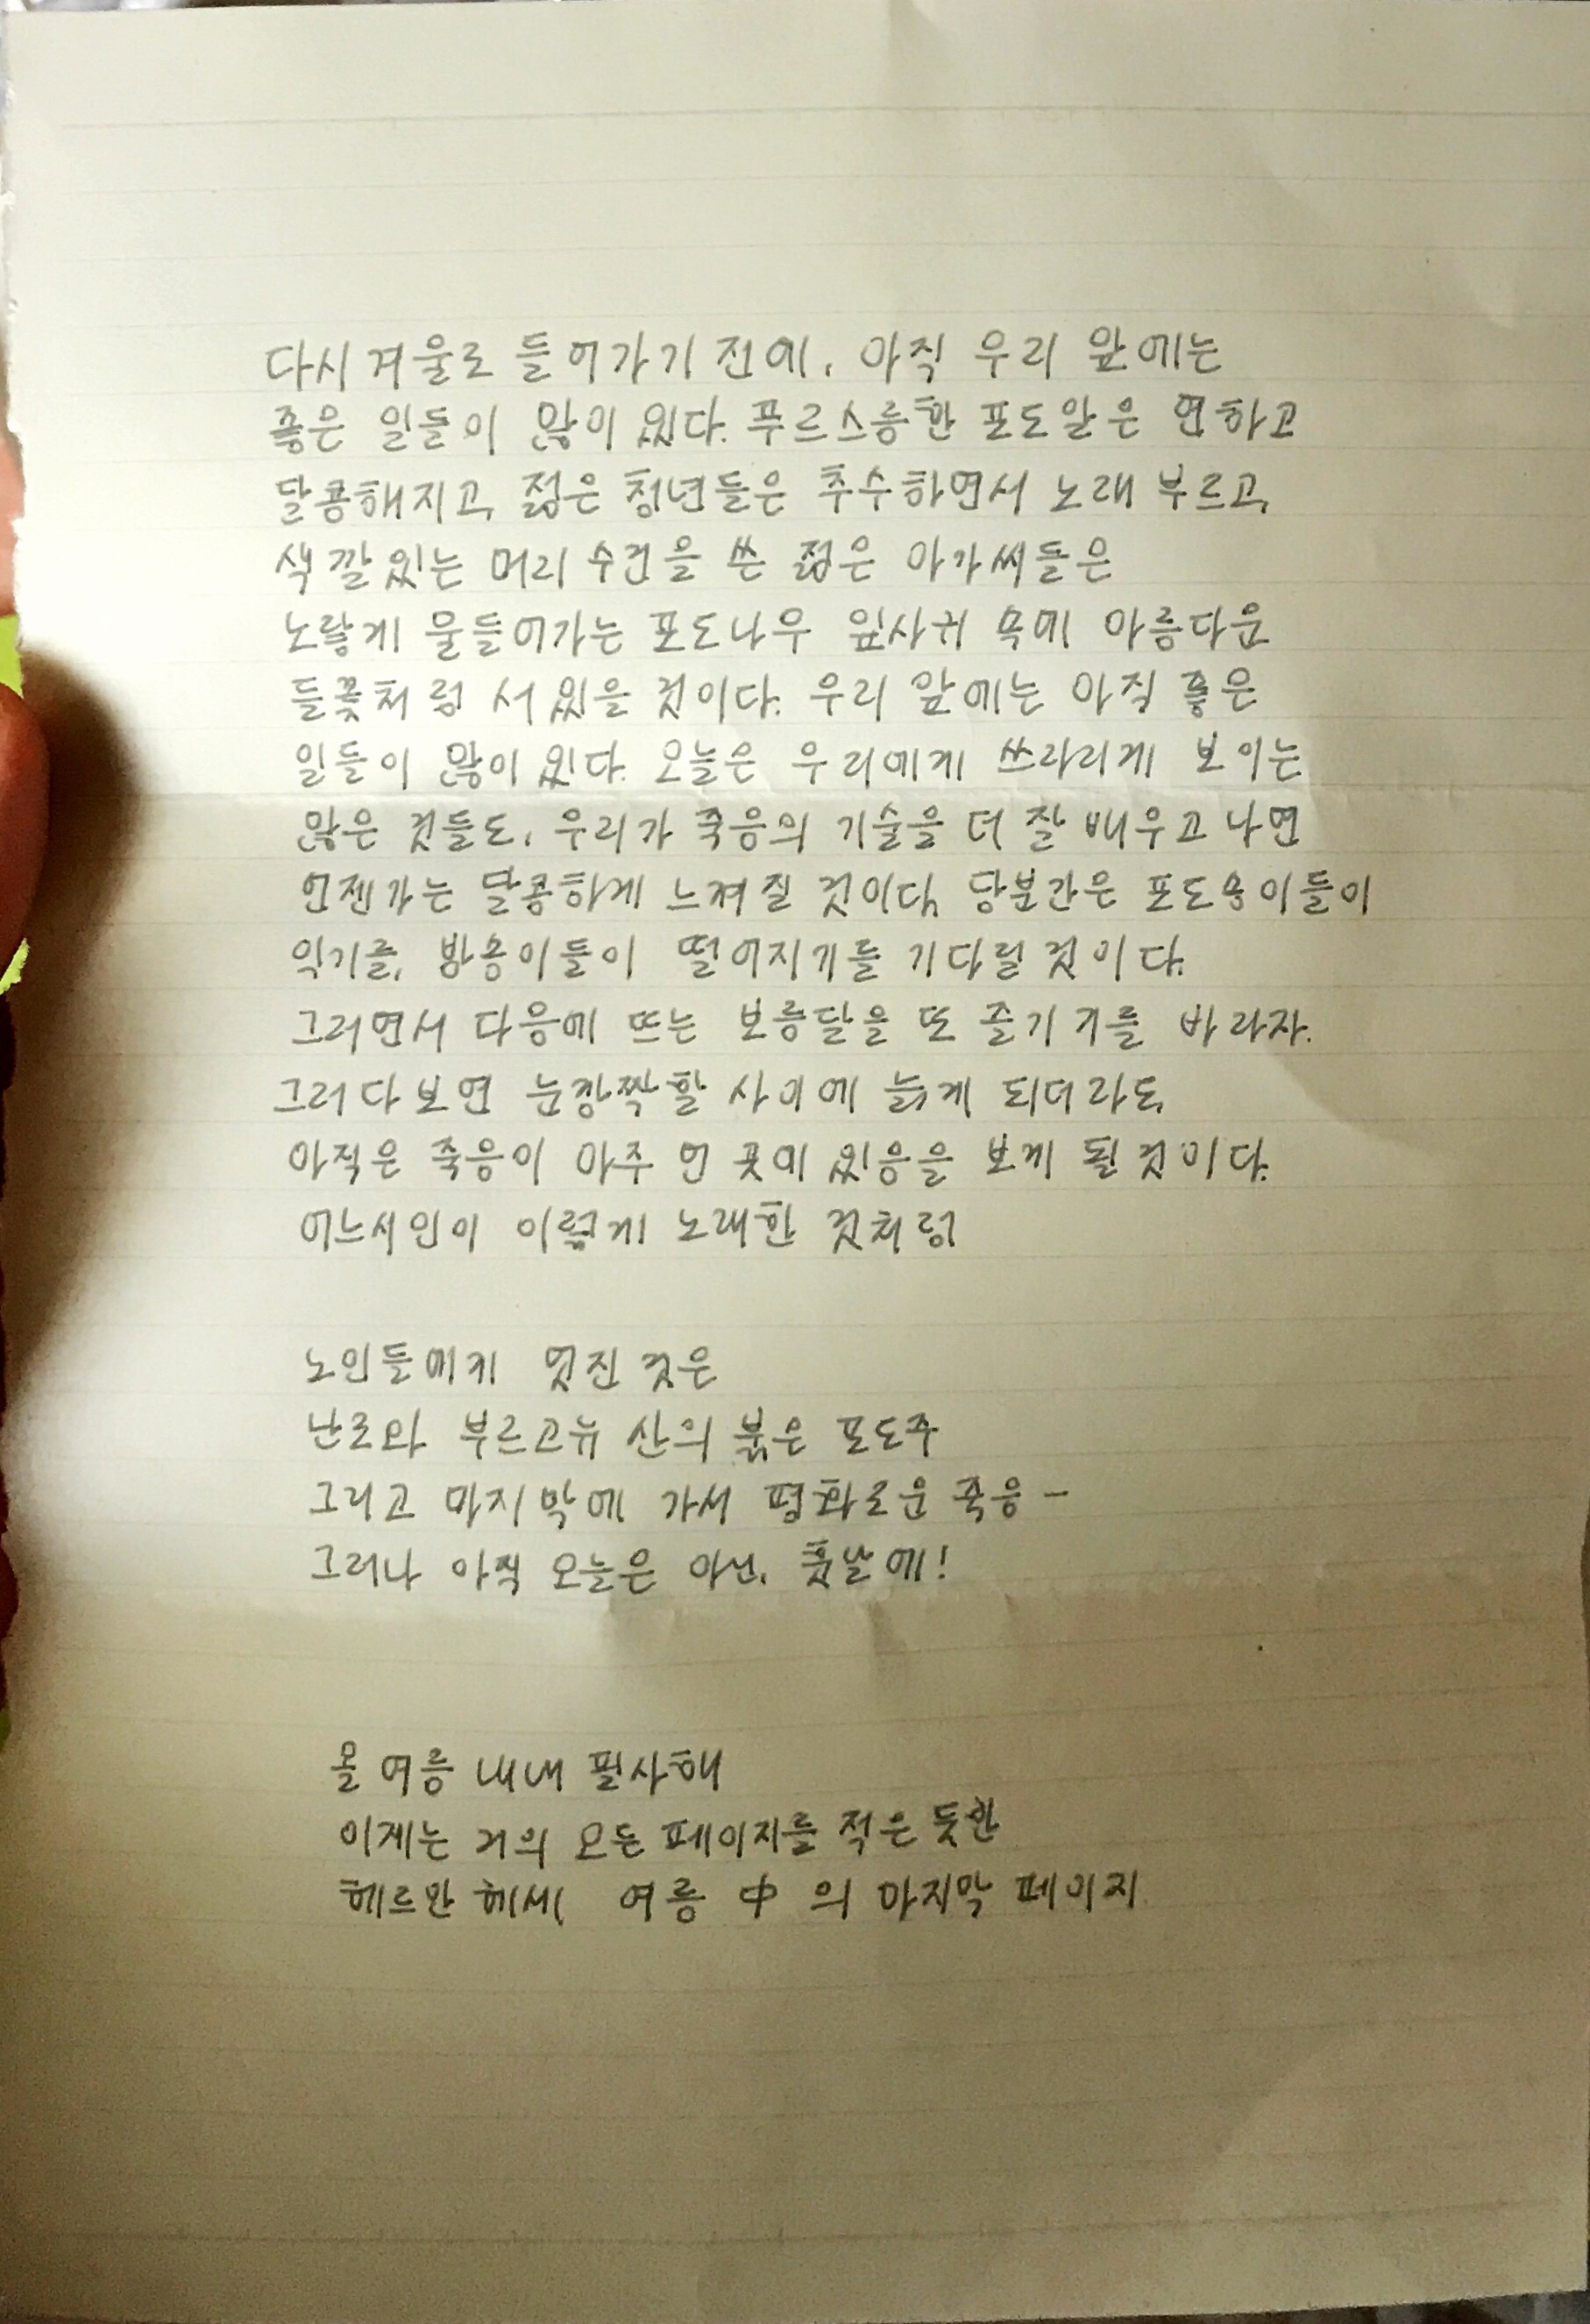 다시 겨울로 들어가기 전에, 아직 우리 앞에는
좋은 일들이 많이 있다. 푸르스름한 포도알은 연하고
달콤해지고, 젊은 청년들은 추수하면서 노래 부르고,
색깔있는 머리 수건을 쓴 젊은 아가씨들은
노랗게 물들어가는 포도나무 잎사귀 속에 아름다운
들꽃처럼 서있을 것이다. 우리 앞에는 아직 좋은
일들이 많이 있다. 오늘은 우리에게 쓰라리게 보이는
많은 것들도, 우리가 죽음의 기술을 더 잘 배우고 나면
언젠가는 달콤하게 느껴질 것이다. 당분간은 포도송이들이
익기를, 밤송이들이 떨어지기를 기다릴 것이다.
그러면서 다음에 뜨는 보름달을 또 즐기기를 바라자.
그러다보면 눈깜짝할 사이에 늙게 되더라도,
아직은 죽음이 아주 먼 곳에 있음을 보게 될 것이다.
어느시인이 이렇게 노래한 것처럼

노인들에게 멋진 것은
난로와 부르고뉴 산의 붉은 포도주
그리고 마지막에 가서 평화로운 죽음 -
그러나 아직 오늘은 아닌, 훗날에!

올 여름 내내 필사해
이제는 거의 모든 페이지를 적은 듯한
헤르만 헤세, 여름 中 의 마지막 페이지.